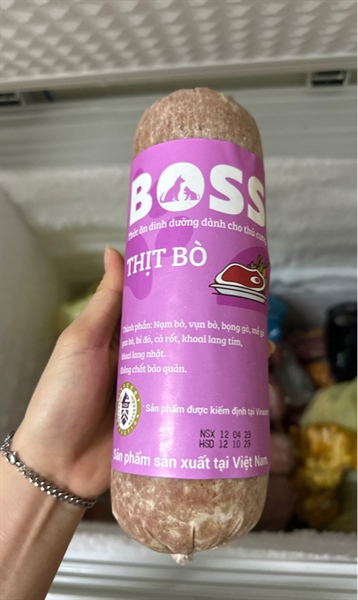 BOSS
Thức ăn dinh dưỡng dành cho thú cưng
THỊT BÒ
Thành phần: Nạm bò, vụn bò, bọng gà, mề gà
bò, bí đỏ, cà rốt, khoai lang tím,
khoai lang nhật.
Không chất bảo quản.
Sản phẩm được kiểm định tại
NSX 12 04 23
HSD 12 10 23
Sản phẩm sản xuất tại Việt Nam